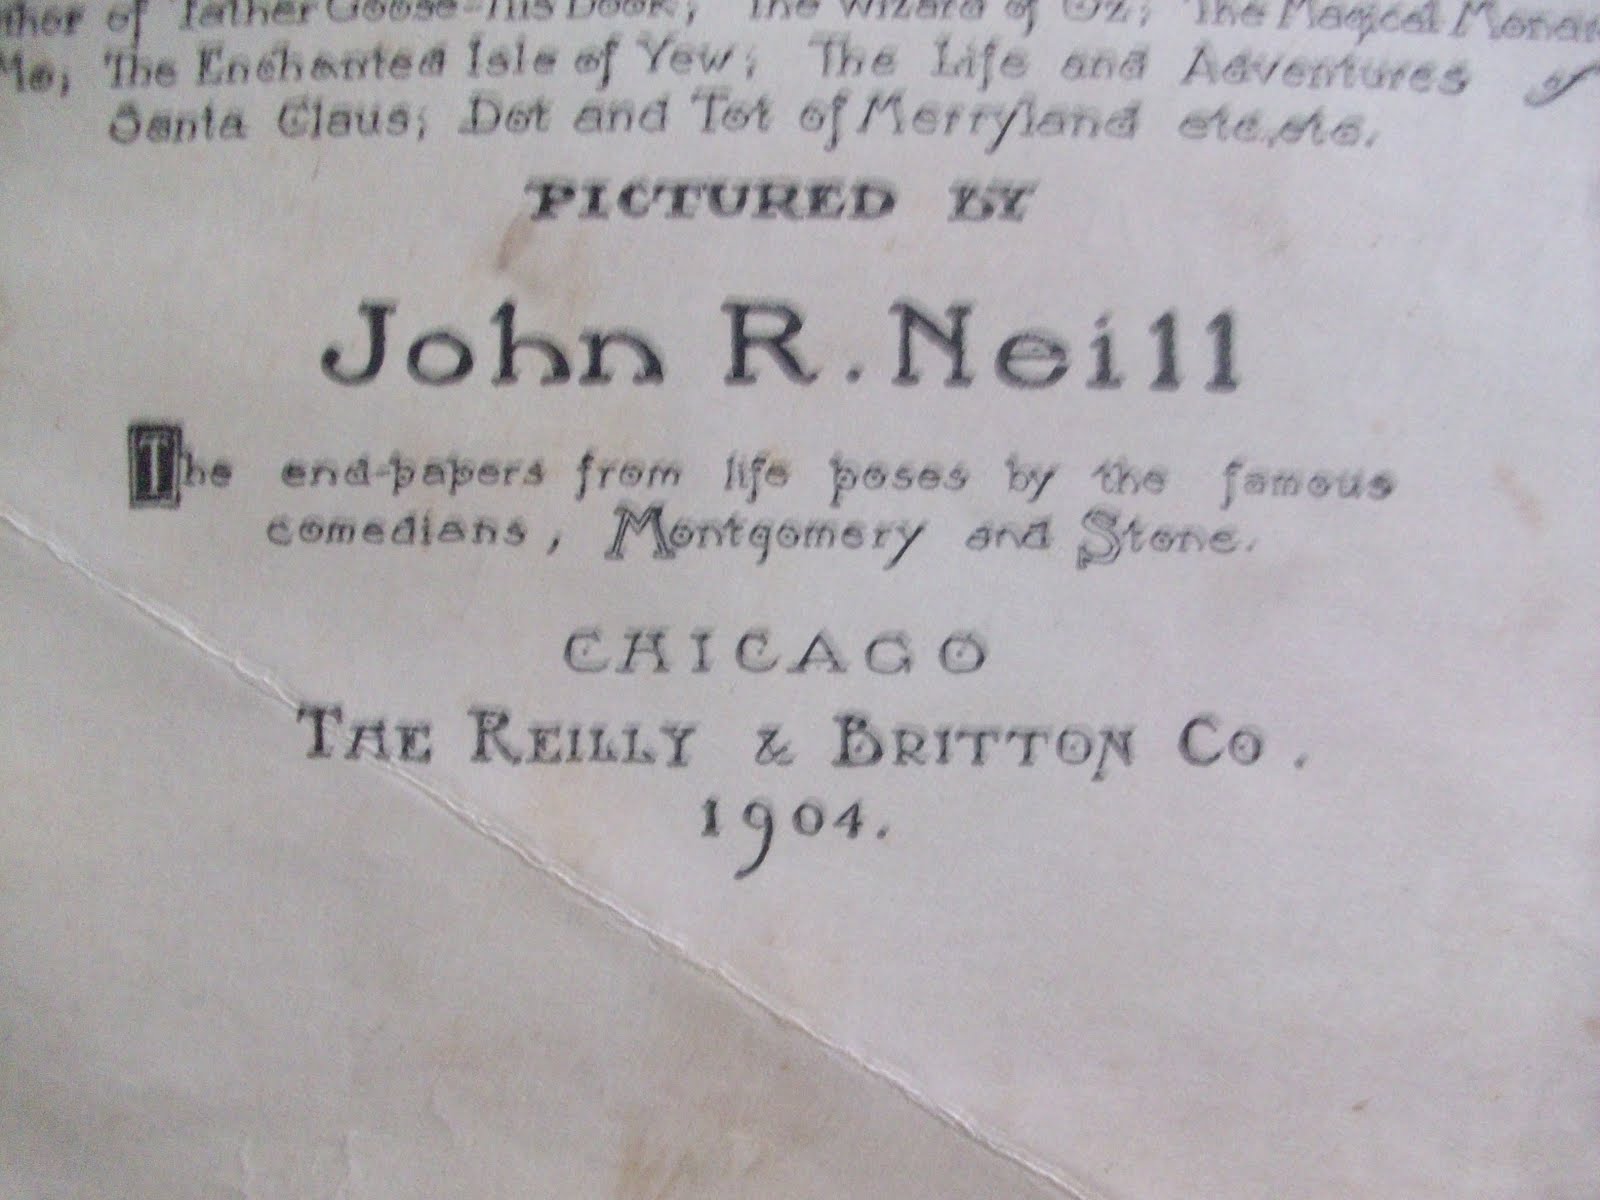 of Father Goose-His Book; The Wizard of Oz; The Magical
Mo; The Enchanted Isle of Yew; The Life and Adventures of
Santa Claus; Dot and Tot of Merryland etc.etc.
PICTURED BY
John R. Neill
The end-papers from life poses by the famous
comedians, Montgomery and Stone.
CHICAGO
THE REILLY & BRITTON CO.
1904.